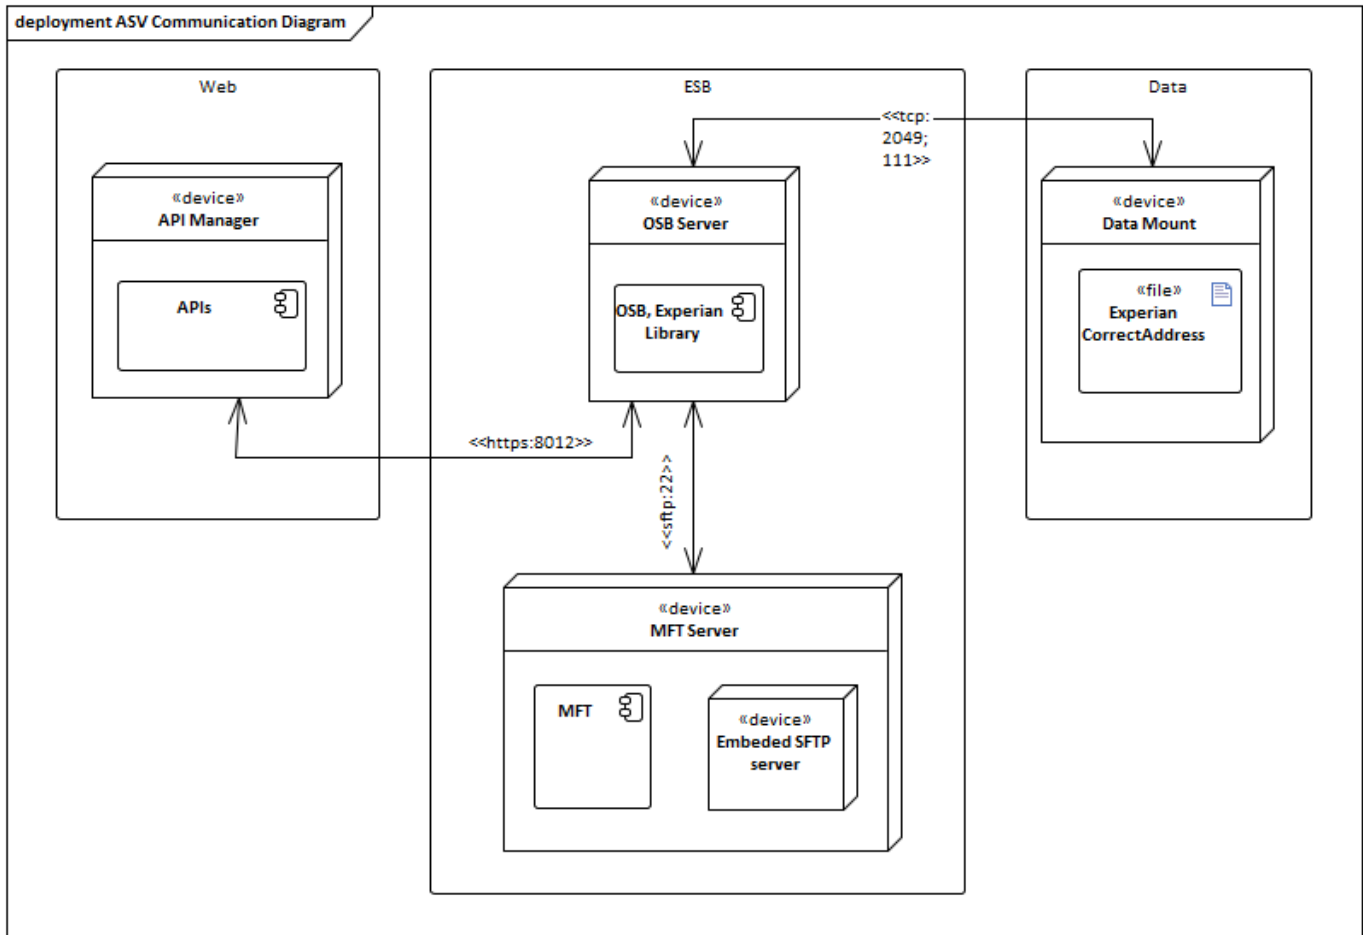 deployment ASV Communication Diagram
Web
«device»
API Manager
APIs
<<https:8012>>
ESB
<<tcp:
2049;
111>>
«device»
OSB Server
OSB, Experian
Library
<<sftp:22>>
«device»
MFT Server
MFT
«device»
Embeded SFTP
server
Data
«device»
Data Mount
«file»
Experian
CorrectAddress